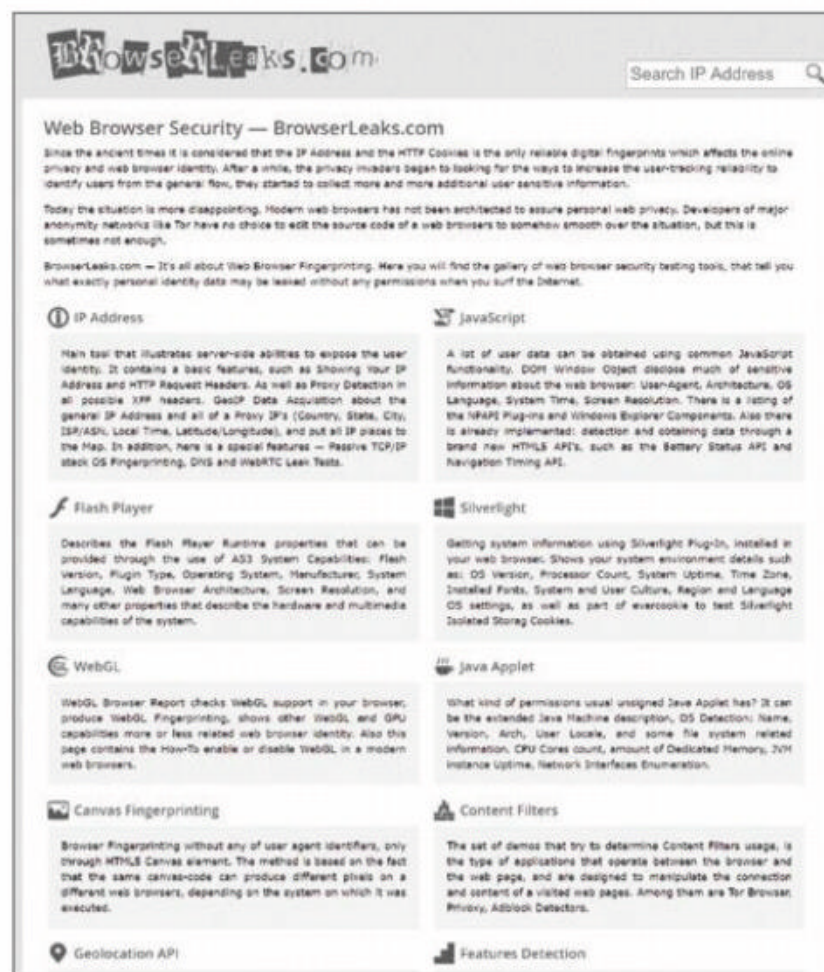 BrowserLeaks.com
Search IP Address
Web Browser Security — BrowserLeaks.com
Since the ancient times it is considered that the IP Address and the HTTP Cookies is the only reliable digital fingerprints which affects the online
privacy and web browser identity. After a while, the privacy invaders began to looking for the ways to increase the user-tracking reliability to
identify users from the general flow, they started to collect more and more additional user sensitive information.
Today the situation is more disappointing. Modern web browsers has not been architected to assure personal web privacy. Developers of major
anonymity networks like Tor have no choice to edit the source code of a web browsers to somehow smooth over the situation, but this is
sometimes not enough.
BrowserLeaks.com — It's all about Web Browser Fingerprinting. Here you will find the gallery of web browser security testing tools, that tell you
what exactly personal identity data may be leaked without any permissions when you surf the Internet.
IP Address
Main tool that illustrates server-side abilities to expose the user
identity. It contains a basic features, such as Showing Your IP
Address and HTTP Request Headers. As well as Proxy Detection in
all possible XFF headers. GeoIP Data Acquisition about the
general IP Address and all of a Proxy IP's (Country, State, City,
ISP/ASN, Local Time, Latitude/Longitude), and put all IP places to
the Map. In addition, here is a special features — Passive TCP/IP
stack OS Fingerprinting, DNS and WebRTC Leak Tests.
JavaScript
A lot of user data can be obtained using common JavaScript
functionality. DOM Window Object disclose much of sensitive
information about the web browser: User-Agent, Architecture, OS
Language, System Time, Screen Resolution. There is a listing of
the NPAPI Plug-ins and Windows Explorer Components. Also there
is already implemented: detection and obtaining data through a
brand new HTML5 API's, such as the Battery Status API and
Navigation Timing API.
Flash Player
Describes the Flash Player Runtime properties that can be
provided through the use of AS3 System Capabilities: Flash
Version, Plugin Type, Operating System, Manufacturer, System
Language, Web Browser Architecture, Screen Resolution, and
many other properties that describe the hardware and multimedia
capabilities of the system.
Silverlight
Getting system information using Silverlight Plug-In, installed in
your web browser. Shows your system environment details such
as: OS Version, Processor Count, System Uptime, Time Zone,
Installed Fonts, System and User Culture, Region and Language
OS settings, as well as part of evercookie to test Silverlight
Isolated Storag Cookies.
WebGL
WebGL Browser Report checks WebGL support in your browser,
produce WebGL Fingerprinting, shows other WebGL and GPU
capabilities more or less related web browser identity. Also this
page contains the How-To enable or disable WebGL in a modern
web browsers.
Java Applet
What kind of permissions usual unsigned Java Applet has? It can
be the extended Java Machine description, OS Detection: Name,
Version, Arch, User Locale, and some file system related
information, CPU Cores count, amount of Dedicated Memory, JVM
instance Uptime, Network Interfaces Enumeration.
Canvas Fingerprinting
Browser Fingerprinting without any of user agent identifiers, only
through HTML5 Canvas element. The method is based on the fact
that the same canvas-code can produce different pixels on a
different web browsers, depending on the system on which it was
executed.
Content Filters
The set of demos that try to determine Content Filters usage, is
the type of applications that operate between the browser and
the web page, and are designed to manipulate the connection
and content of a visited web pages. Among them are Tor Browser,
Privoxy, Adblock Detectors.
Geolocation API
Features Detection